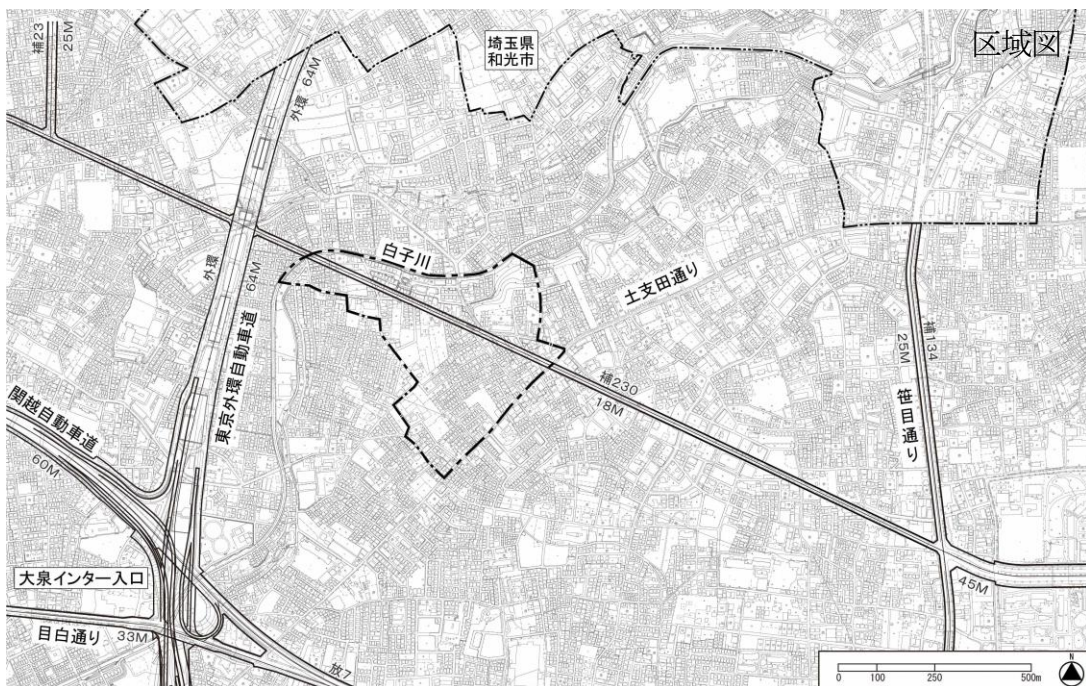 区域図
補23
25M
外環 64M
埼玉県
和光市
白子川
土支田通り
外環
64M
東京外環自動車道
補230
18M
補134
25M
笹目通り
関越自動車道
60M
大泉インター入口
目白通り
33M
放7
45M
N
0 100 250 500m